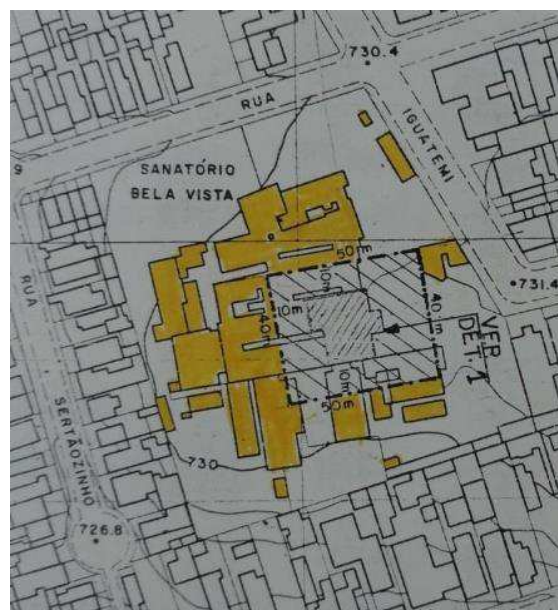 730.4
RUA
IGUATEMI
9
SANATÓRIO
BELA VISTA
50m
10m
731.4
RUA
10m
40m
40m
VER
DET. 1
10m
50m
SERTÃOZINHO
730
726.8